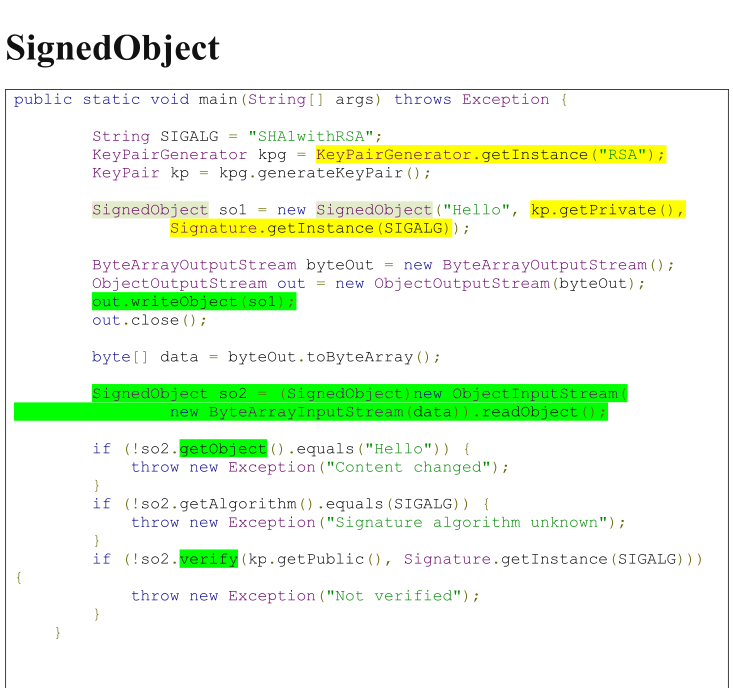 SignedObject
public static void main(String[] args) throws Exception {
String SIGALG = "SHA1withRSA";
KeyPairGenerator kpg = KeyPairGenerator.getInstance("RSA");
KeyPair kp = kpg.generateKeyPair();
SignedObject so1 = new SignedObject("Hello", kp.getPrivate(),
Signature.getInstance(SIGALG));
ByteArrayOutputStream byteOut = new ByteArrayOutputStream();
ObjectOutputStream out = new ObjectOutputStream(byteOut);
out.writeObject(so1);
out.close();
byte[] data = byteOut.toByteArray();
SignedObject so2 = (SignedObject)new ObjectInputStream(
new ByteArrayInputStream(data)).readObject();
if (!so2.getObject().equals("Hello")) {
throw new Exception("Content changed");
}
if (!so2.getAlgorithm().equals(SIGALG)) {
throw new Exception("Signature algorithm unknown");
}
if (!so2.verify(kp.getPublic(), Signature.getInstance(SIGALG)))
{
throw new Exception("Not verified");
}
}